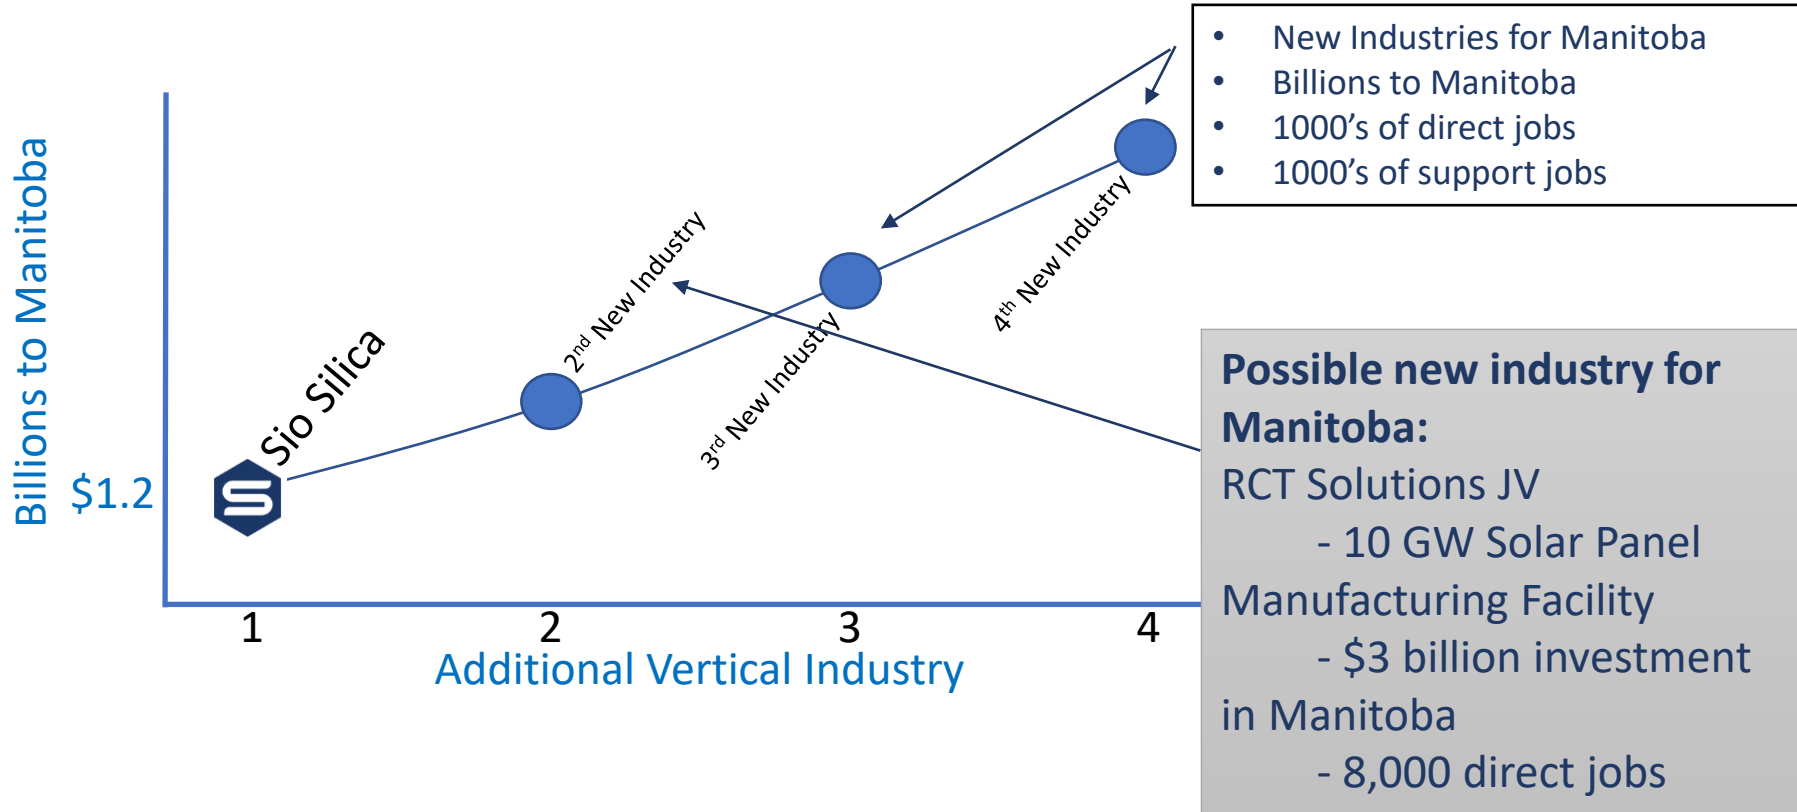 • New Industries for Manitoba
• Billions to Manitoba
• 1000’s of direct jobs
• 1000’s of support jobs
Billions to Manitoba
$1.2
Sio Silica
2nd New Industry
3rd New Industry
4th New Industry
1
2
3
4
Additional Vertical Industry
Possible new industry for
Manitoba:
RCT Solutions JV
- 10 GW Solar Panel
Manufacturing Facility
- $3 billion investment
in Manitoba
- 8,000 direct jobs